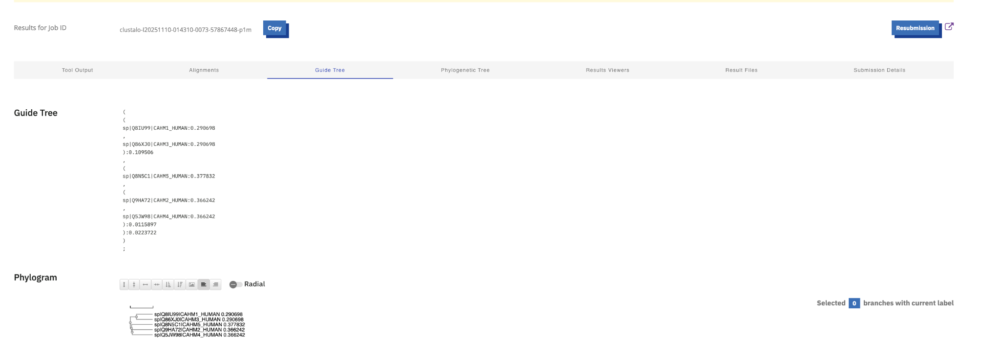 Results for Job ID
clustalo-I20251110-014310-0073-57867448-p1m
Copy
Resubmission
Tool Output
Alignments
Guide Tree
Phylogenetic Tree
Results Viewers
Result Files
Submission Details
Guide Tree
(
(
sp|Q8IU99|CAHM1_HUMAN:0.290698
,
sp|Q86XJ0|CAHM3_HUMAN:0.290698
):0.109506
,
(
sp|Q8N5C1|CAHM5_HUMAN:0.377832
,
(
sp|Q9HA72|CAHM2_HUMAN:0.366242
,
sp|Q5JW98|CAHM4_HUMAN:0.366242
):0.0115897
):0.0223722
)
;
Phylogram
Radial
Selected 0 branches with current label
sp|Q8IU99|CAHM1_HUMAN 0.290698
sp|Q86XJ0|CAHM3_HUMAN 0.290698
sp|Q8N5C1|CAHM5_HUMAN 0.377832
sp|Q9HA72|CAHM2_HUMAN 0.366242
sp|Q5JW98|CAHM4_HUMAN 0.366242